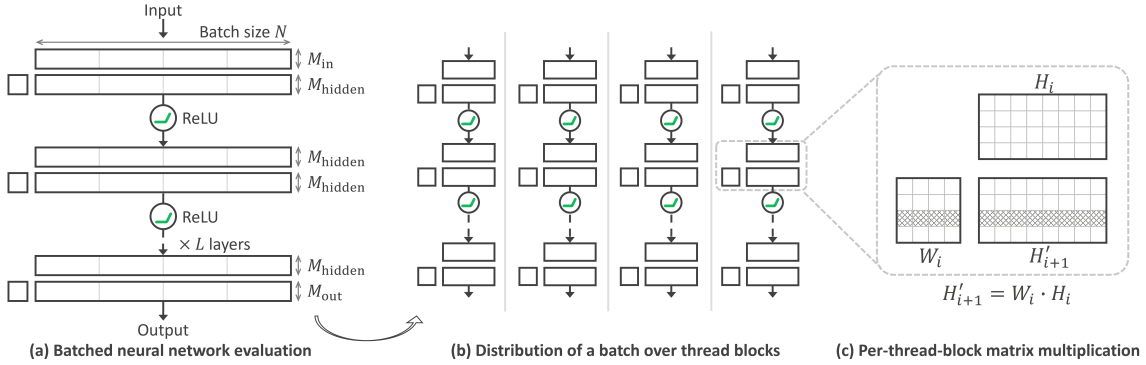 Input
Batch size N
M_in
M_hidden
ReLU
M_hidden
M_hidden
ReLU
× L layers
M_hidden
M_out
Output
(a) Batched neural network evaluation
(b) Distribution of a batch over thread blocks
H_i
W_i
H'_{i+1}
H'_{i+1} = W_i · H_i
(c) Per-thread-block matrix multiplication